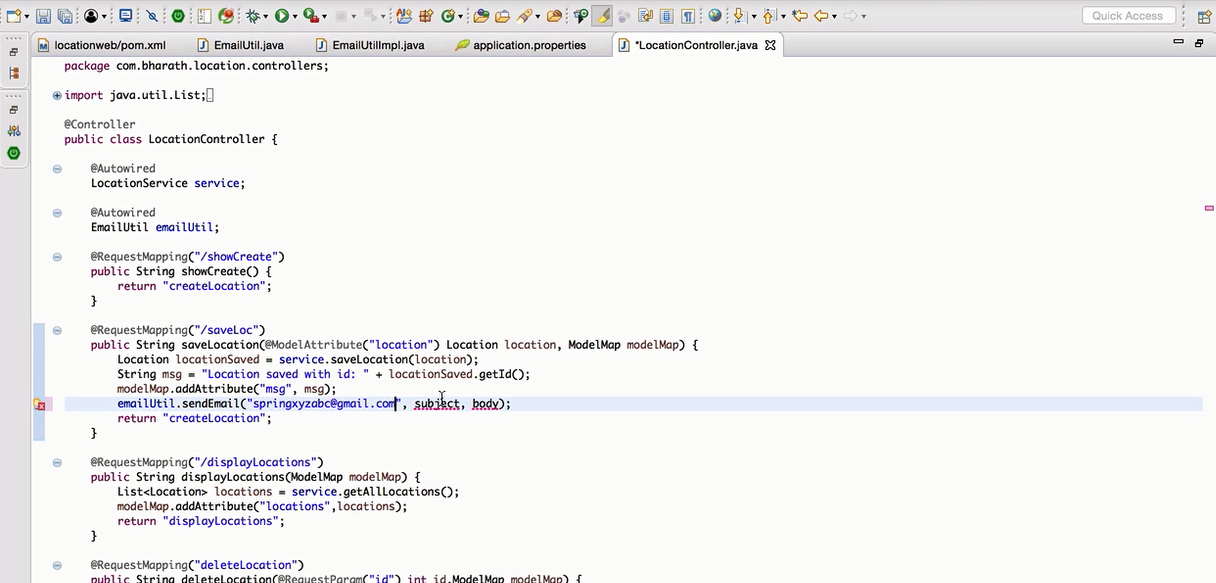 Quick Access
locationweb/pom.xml EmailUtil.java EmailUtilImpl.java application.properties *LocationController.java
package com.bharath.location.controllers;
import java.util.List;
@Controller
public class LocationController {
@Autowired
LocationService service;
@Autowired
EmailUtil emailUtil;
@RequestMapping("/showCreate")
public String showCreate() {
return "createLocation";
}
@RequestMapping("/saveLoc")
public String saveLocation(@ModelAttribute("location") Location location, ModelMap modelMap) {
Location locationSaved = service.saveLocation(location);
String msg = "Location saved with id: " + locationSaved.getId();
modelMap.addAttribute("msg", msg);
emailUtil.sendEmail("springxyzabc@gmail.com", subject, body);
return "createLocation";
}
@RequestMapping("/displayLocations")
public String displayLocations(ModelMap modelMap) {
List<Location> locations = service.getAllLocations();
modelMap.addAttribute("locations",locations);
return "displayLocations";
}
@RequestMapping("deleteLocation")
public String deleteLocation(@RequestParam("id") int id,ModelMap modelMap) {